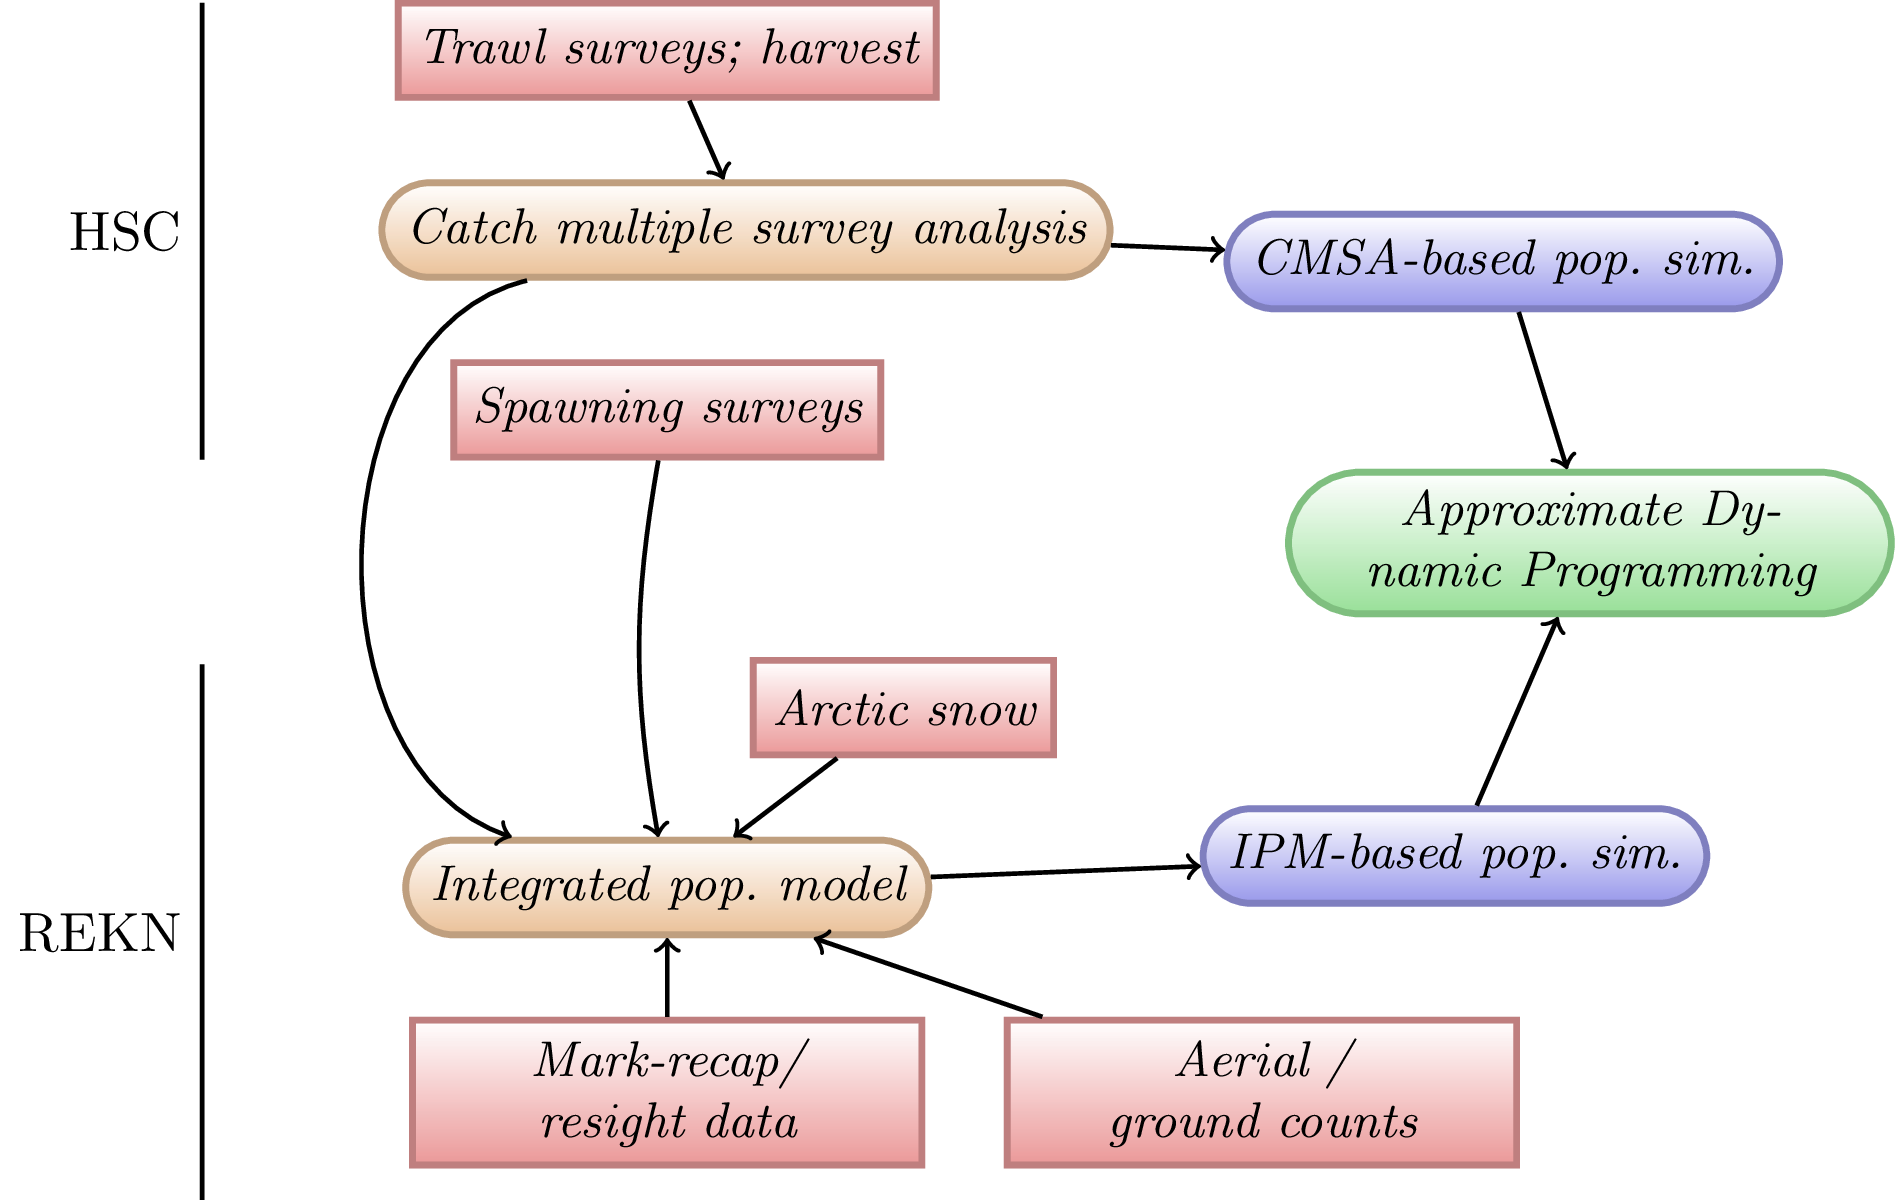 Trawl surveys; harvest
HSC
Catch multiple survey analysis
CMSA-based pop. sim.
Spawning surveys
Approximate Dy-
namic Programming
Arctic snow
IPM-based pop. sim.
Integrated pop. model
REKN
Mark-recap/
resight data
Aerial /
ground counts